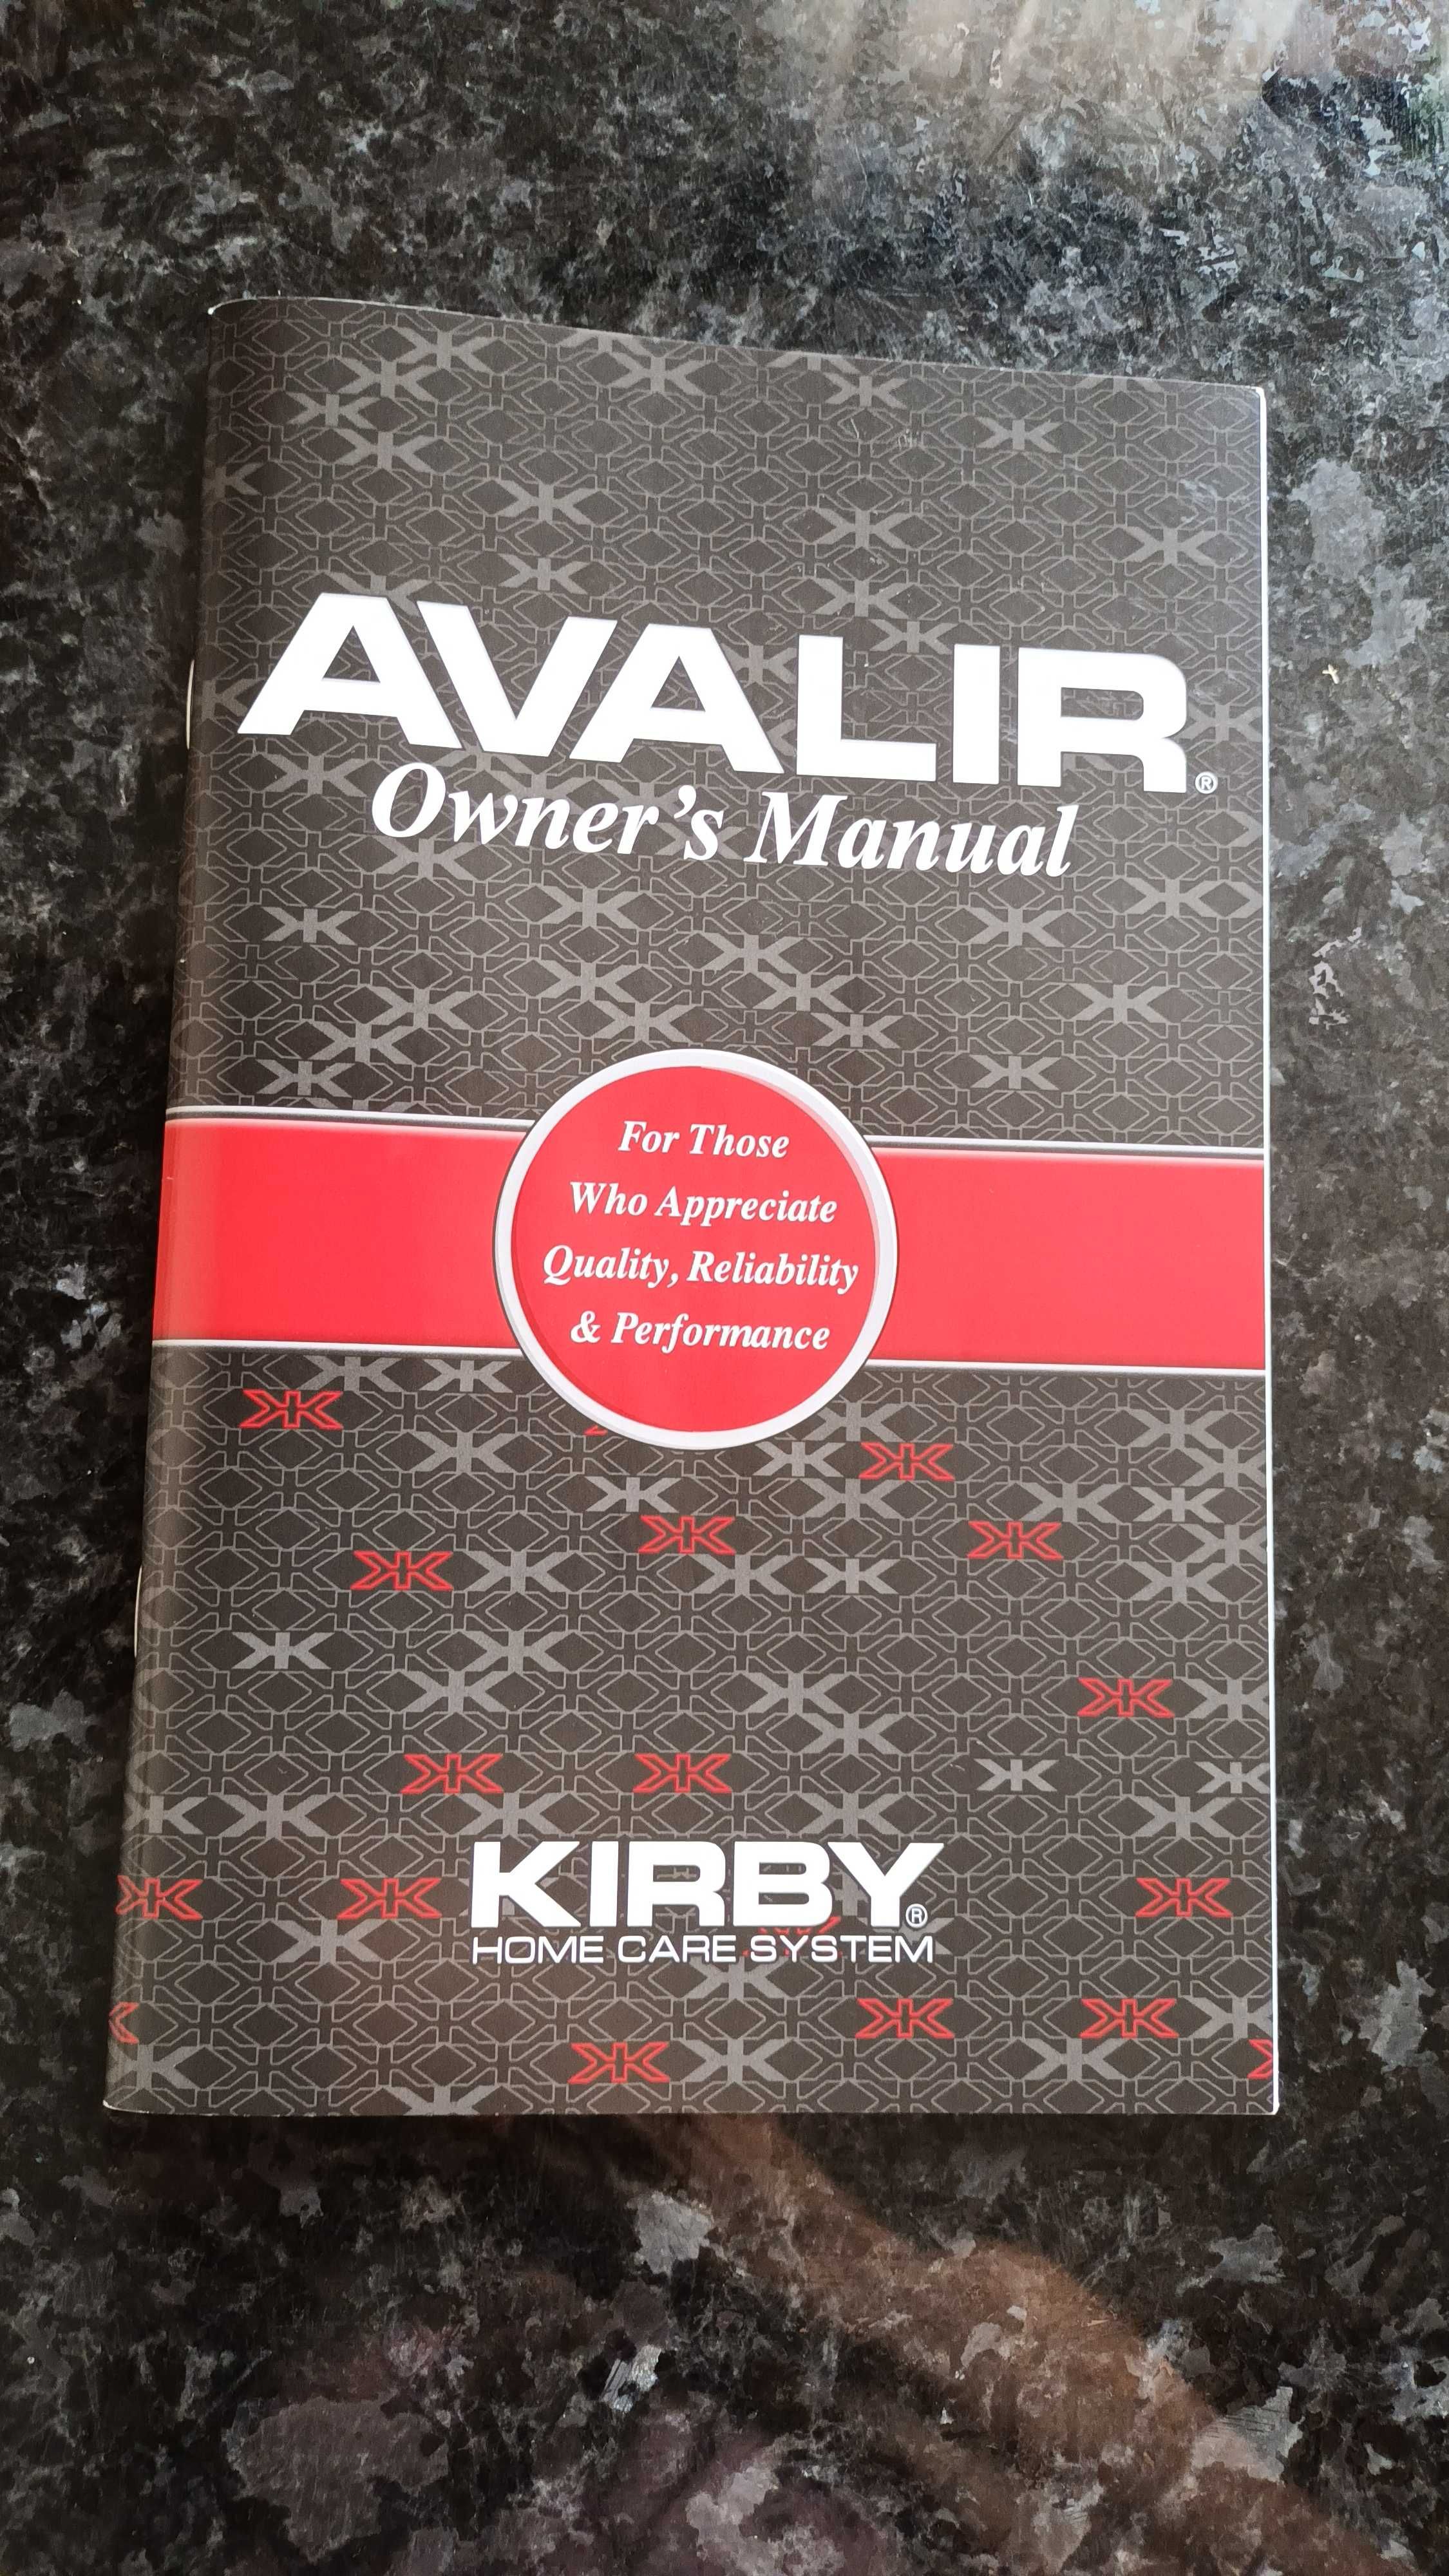 AVALIR®
Owner's Manual
For Those
Who Appreciate
Quality, Reliability
& Performance
KIRBY®
HOME CARE SYSTEM